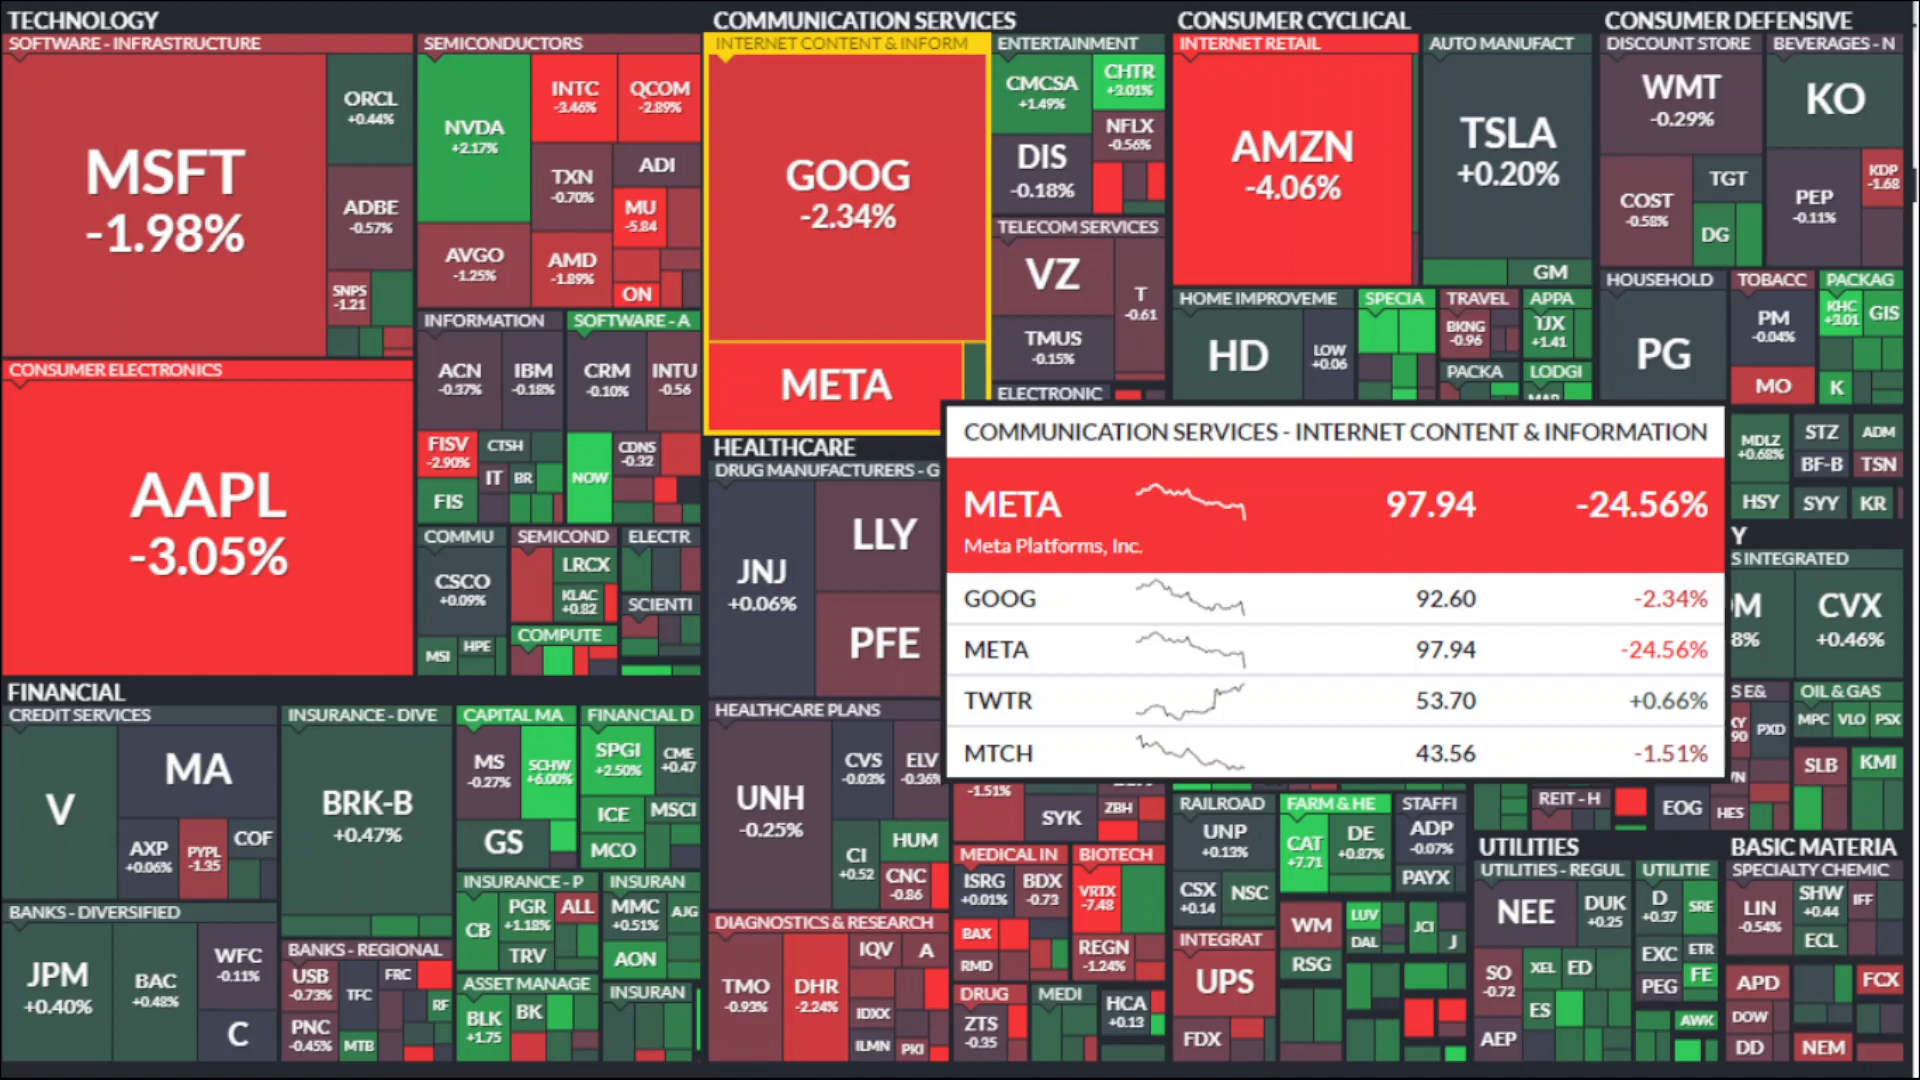 TECHNOLOGY
SOFTWARE - INFRASTRUCTURE
MSFT
-1.98%
ORCL
+0.44%
ADBE
-0.57%
SNPS
-1.21
CONSUMER ELECTRONICS
AAPL
-3.05%
SEMICONDUCTORS
NVDA
+2.17%
INTC
-3.46%
QCOM
-2.89%
TXN
-0.70%
ADI
MU
-5.84
AVGO
-1.25%
AMD
-1.89%
ON
INFORMATION
ACN
-0.37%
IBM
-0.18%
FISV
-2.90%
CTSH
IT
BR
FIS
SOFTWARE - A
CRM
-0.10%
INTU
-0.56
NOW
CDNS
-0.32
COMMU
CSCO
+0.09%
MSI
HPE
SEMICOND
LRCX
KLAC
+0.82
ELECTR
SCIENTI
COMPUTE
COMMUNICATION SERVICES
INTERNET CONTENT & INFORM
GOOG
-2.34%
META
ENTERTAINMENT
CMCSA
+1.49%
CHTR
+3.01%
DIS
-0.18%
NFLX
-0.56%
TELECOM SERVICES
VZ
T
-0.61
TMUS
-0.15%
ELECTRONIC
CONSUMER CYCLICAL
INTERNET RETAIL
AMZN
-4.06%
AUTO MANUFACT
TSLA
+0.20%
GM
HOME IMPROVEME
HD
LOW
+0.06
SPECIA
TRAVEL
BKNG
-0.96
APPA
TJX
+1.41
PACKA
LODGI
MAR
CONSUMER DEFENSIVE
DISCOUNT STORE
WMT
-0.29%
COST
-0.58%
TGT
DG
BEVERAGES - N
KO
PEP
-0.11%
KDP
-1.68
HOUSEHOLD
PG
TOBACC
PM
-0.04%
MO
PACKAG
KHC
+3.01
GIS
K
MDLZ
+0.68%
HSY
STZ
BF-B
ADM
TSN
SYY
KR
COMMUNICATION SERVICES - INTERNET CONTENT & INFORMATION
META 97.94 -24.56%
Meta Platforms, Inc.
GOOG 92.60 -2.34%
META 97.94 -24.56%
TWTR 53.70 +0.66%
MTCH 43.56 -1.51%
HEALTHCARE
DRUG MANUFACTURERS - G
JNJ
+0.06%
LLY
PFE
HEALTHCARE PLANS
UNH
-0.25%
CVS
-0.03%
ELV
-0.36%
CI
+0.52
HUM
CNC
-0.86
DIAGNOSTICS & RESEARCH
TMO
-0.93%
DHR
-2.24%
IQV
A
IDXX
ILMN
PKI
-1.51%
SYK
ZBH
MEDICAL IN
ISRG
+0.01%
BDX
-0.73
BAX
RMD
BIOTECH
VRTX
-7.48
REGN
-1.24%
DRUG
ZTS
-0.35
MEDI
HCA
+0.13
FINANCIAL
CREDIT SERVICES
V
MA
AXP
+0.06%
PYPL
-1.35
COF
BANKS - DIVERSIFIED
JPM
+0.40%
BAC
+0.48%
WFC
-0.11%
C
INSURANCE - DIVE
BRK-B
+0.47%
BANKS - REGIONAL
USB
-0.73%
TFC
FRC
RF
PNC
-0.45%
MTB
CAPITAL MA
MS
-0.27%
SCHW
+6.00%
GS
FINANCIAL D
SPGI
+2.50%
CME
+0.47
ICE
MSCI
MCO
INSURANCE - P
CB
PGR
+1.18%
ALL
TRV
INSURAN
MMC
+0.51%
AJG
AON
ASSET MANAGE
BLK
+1.75
BK
INSURAN
RAILROAD
UNP
+0.13%
CSX
+0.14
NSC
FARM & HE
CAT
+7.71
DE
+0.87%
STAFFI
ADP
-0.07%
PAYX
INTEGRAT
UPS
FDX
WM
RSG
LUV
DAL
JCI
J
REIT - H
Y
S INTEGRATED
M
8%
CVX
+0.46%
S E&
XY
90
PXD
VN
EOG
HES
OIL & GAS
MPC
VLO
PSX
SLB
KMI
UTILITIES
UTILITIES - REGUL
NEE
DUK
+0.25
SO
-0.72
XEL
ED
ES
AEP
UTILITIE
D
+0.37
SRE
EXC
ETR
PEG
FE
AWK
BASIC MATERIA
SPECIALTY CHEMIC
LIN
-0.54%
SHW
+0.44
IFF
ECL
APD
FCX
DOW
DD
NEM